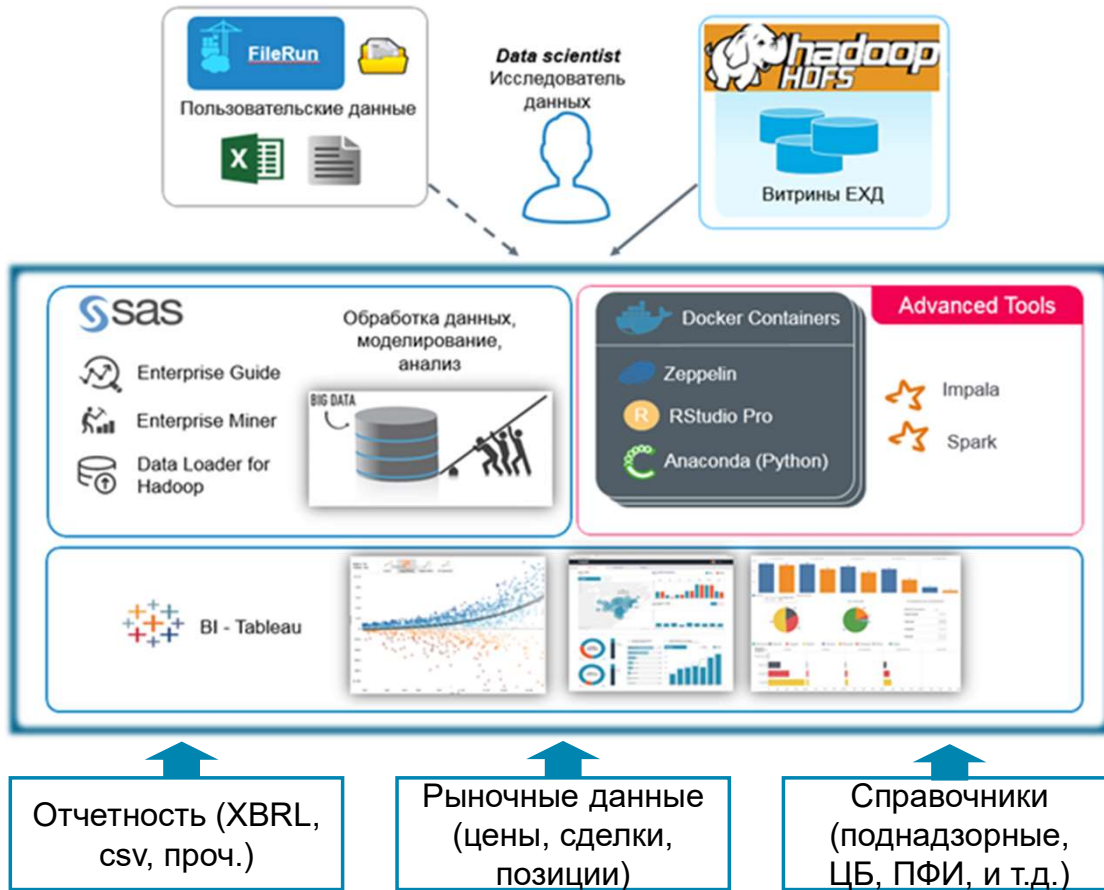 FileRun
Пользовательские данные
Data scientist
Исследователь
данных
hadoop
HDFS
Витрины ЕХД
sas
Enterprise Guide
Enterprise Miner
Data Loader for
Hadoop
Обработка данных,
моделирование,
анализ
BIG DATA
Docker Containers
Zeppelin
R
RStudio Pro
Anaconda (Python)
Advanced Tools
Impala
Spark
BI - Tableau
Отчетность (XBRL,
csv, проч.)
Рыночные данные
(цены, сделки,
позиции)
Справочники
(поднадзорные,
ЦБ, ПФИ, и т.д.)